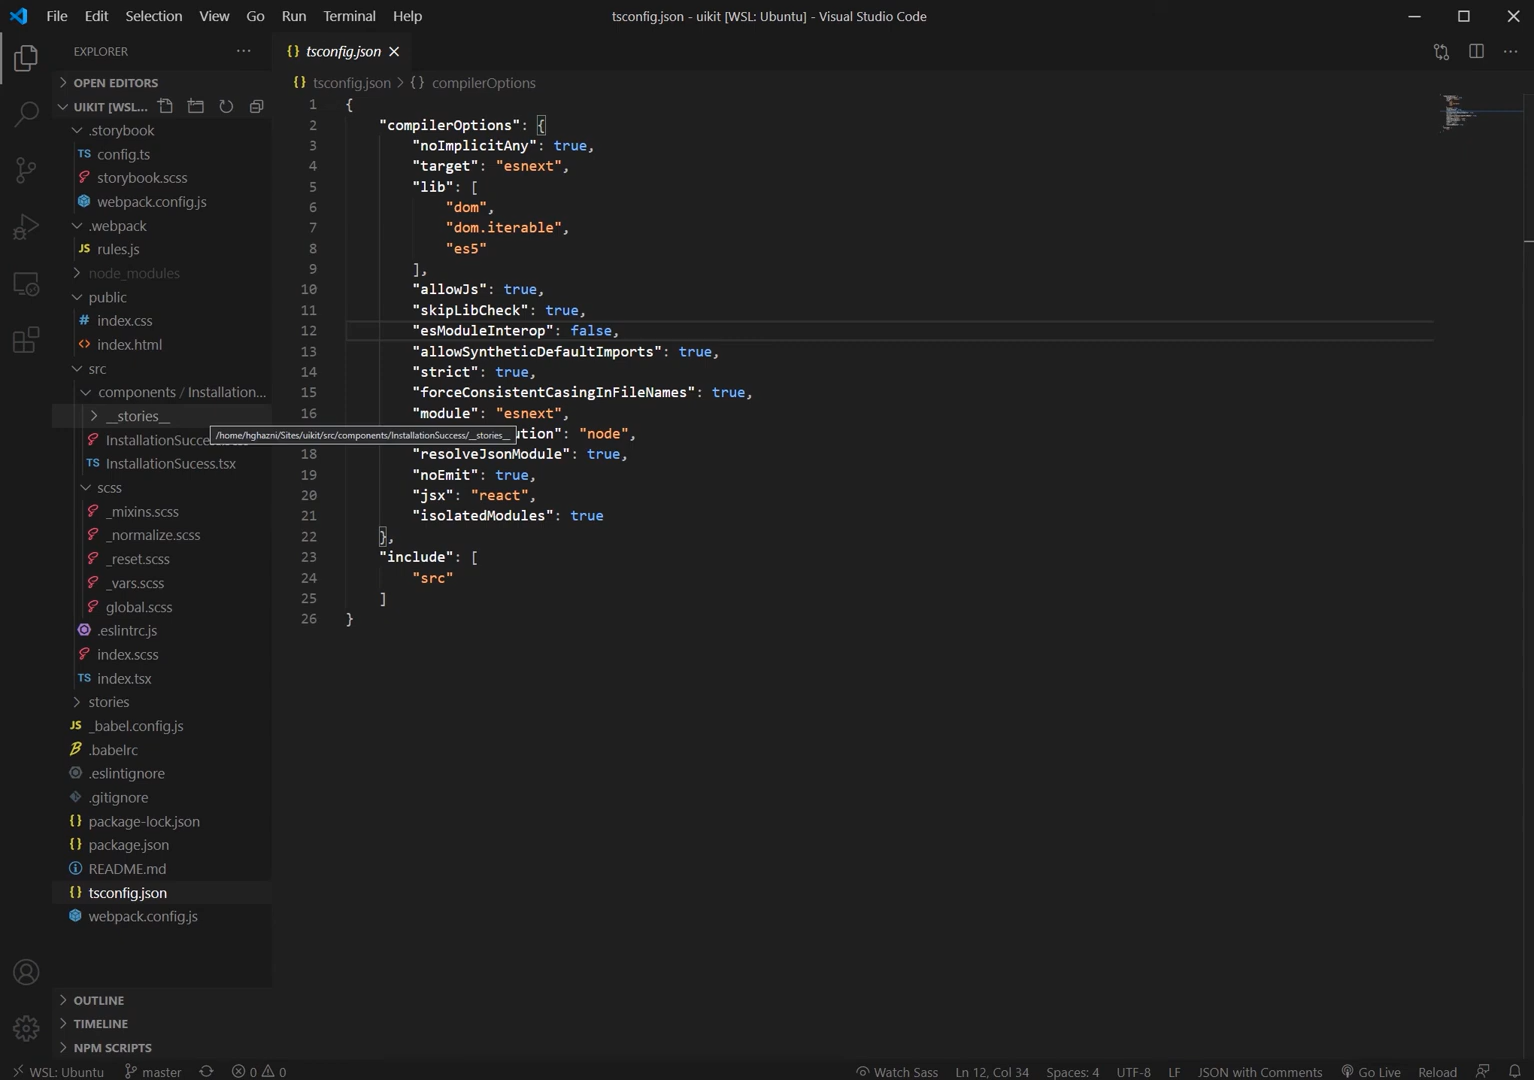 File Edit Selection View Go Run Terminal Help
tsconfig.json - uikit [WSL: Ubuntu] - Visual Studio Code
EXPLORER
OPEN EDITORS
UIKIT [WSL...
.storybook
TS config.ts
storybook.scss
webpack.config.js
.webpack
JS rules.js
node_modules
public
# index.css
<> index.html
src
components / Installation...
__stories__
InstallationSucce
TS InstallationSucess.tsx
scss
_mixins.scss
_normalize.scss
_reset.scss
_vars.scss
global.scss
.eslintrc.js
index.scss
TS index.tsx
stories
JS _babel.config.js
.babelrc
.eslintignore
.gitignore
{} package-lock.json
{} package.json
README.md
{} tsconfig.json
webpack.config.js
OUTLINE
TIMELINE
NPM SCRIPTS
/home/hghazni/Sites/uikit/src/components/InstallationSuccess/__stories__
{} tsconfig.json
{} tsconfig.json > {} compilerOptions
1 {
2 "compilerOptions": {
3 "noImplicitAny": true,
4 "target": "esnext",
5 "lib": [
6 "dom",
7 "dom.iterable",
8 "es5"
9 ],
10 "allowJs": true,
11 "skipLibCheck": true,
12 "esModuleInterop": false,
13 "allowSyntheticDefaultImports": true,
14 "strict": true,
15 "forceConsistentCasingInFileNames": true,
16 "module": "esnext",
ution": "node",
18 "resolveJsonModule": true,
19 "noEmit": true,
20 "jsx": "react",
21 "isolatedModules": true
22 },
23 "include": [
24 "src"
25 ]
26 }
WSL: Ubuntu master 0 0 Watch Sass Ln 12, Col 34 Spaces: 4 UTF-8 LF JSON with Comments Go Live Reload